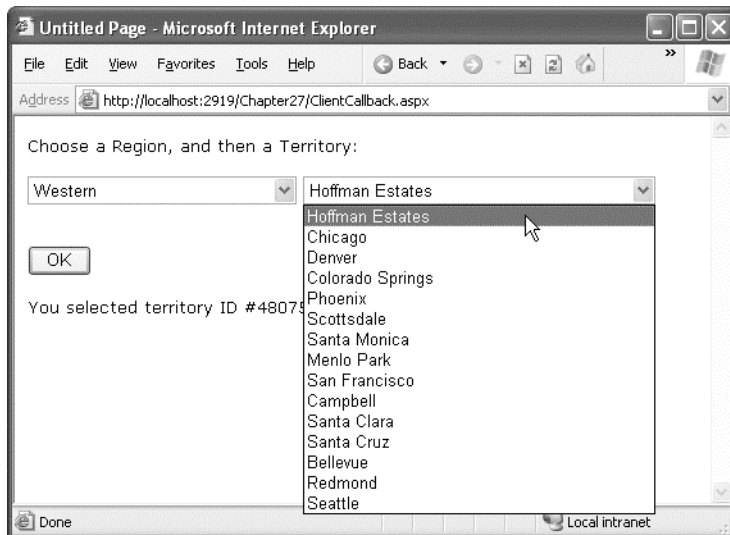 Untitled Page - Microsoft Internet Explorer
File Edit View Favorites Tools Help Back »
Address http://localhost:2919/Chapter27/ClientCallback.aspx
Choose a Region, and then a Territory:
Western Hoffman Estates
Hoffman Estates
Chicago
Denver
Colorado Springs
Phoenix
Scottsdale
Santa Monica
Menlo Park
San Francisco
Campbell
Santa Clara
Santa Cruz
Bellevue
Redmond
Seattle
OK
You selected territory ID #48075
Done Local intranet